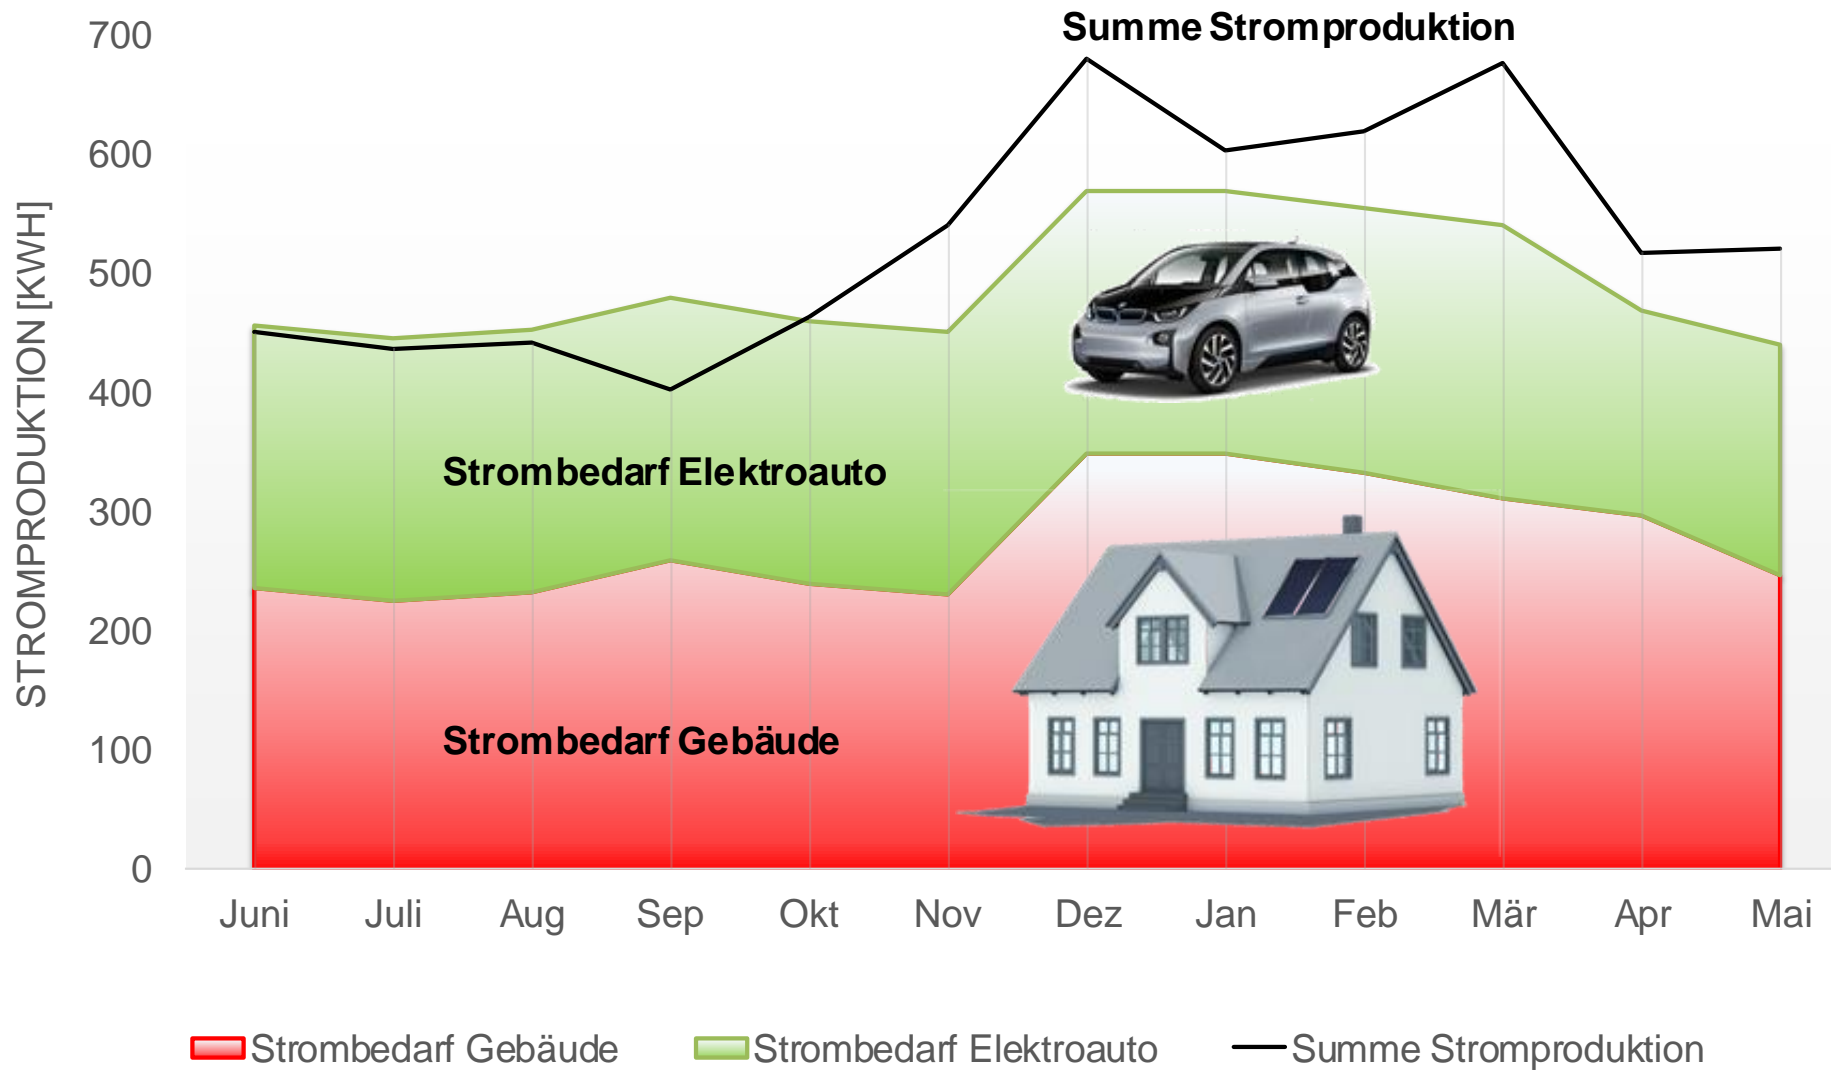 Summe Stromproduktion
700
600
500
400
300
200
100
0
STROMPRODUKTION [KWH]
Strombedarf Elektroauto
Strombedarf Gebäude
Juni Juli Aug Sep Okt Nov Dez Jan Feb Mär Apr Mai
Strombedarf Gebäude Strombedarf Elektroauto Summe Stromproduktion